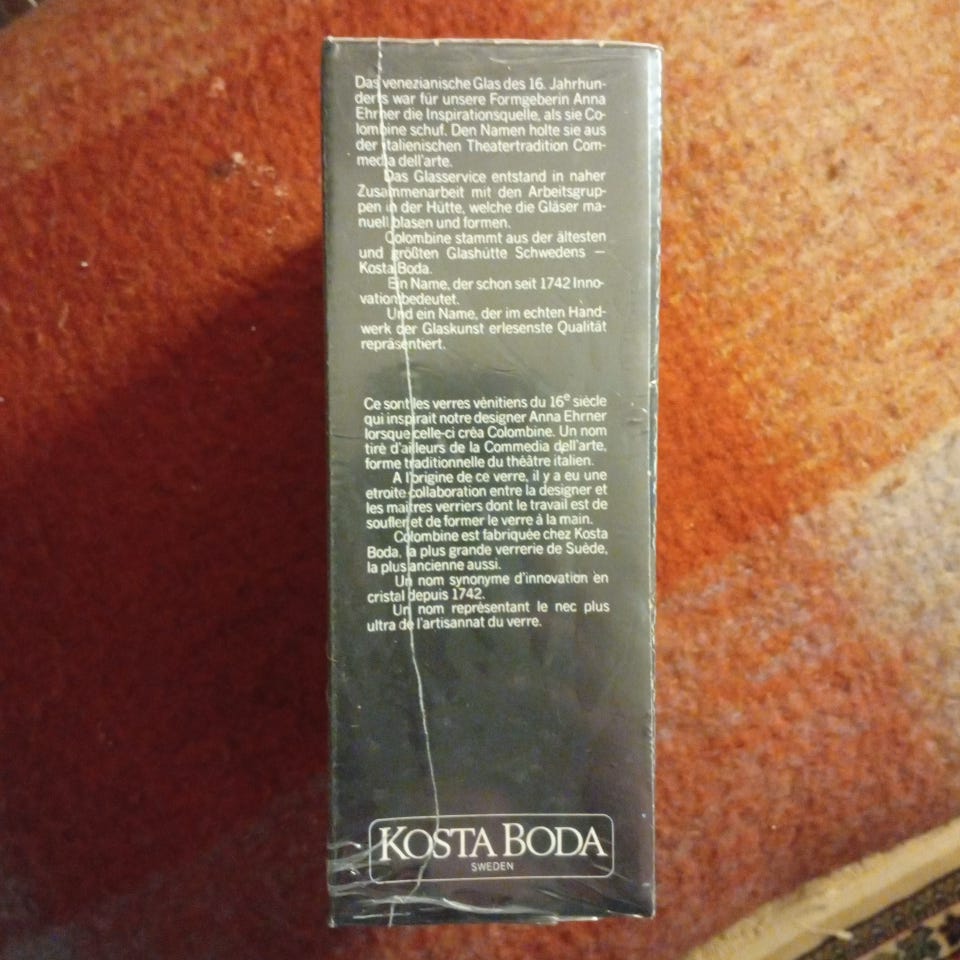 Das venezianische Glas des 16. Jahrhun-
derts war für unsere Formgeberin Anna
Ehrner die Inspirationsquelle, als sie Co-
lombine schuf. Den Namen holte sie aus
der italienischen Theatertradition Com-
media dell'arte.
Das Glasservice entstand in naher
Zusammenarbeit mit den Arbeitsgrup-
pen in der Hütte, welche die Gläser ma-
nuell blasen und formen.
Colombine stammt aus der ältesten
und größten Glashütte Schwedens –
Kosta Boda.
Ein Name, der schon seit 1742 Inno-
vation bedeutet.
Und ein Name, der im echten Hand-
werk der Glaskunst erlesenste Qualität
repräsentiert.
Ce sont les verres vénitiens du 16e siècle
qui inspirait notre designer Anna Ehrner
lorsque celle-ci créa Colombine. Un nom
tiré d'ailleurs de la Commedia dell'arte,
forme traditionnelle du théâtre italien.
A l'origine de ce verre, il y a eu une
etroite collaboration entre la designer et
les maitres verriers dont le travail est de
soufler et de former le verre à la main.
Colombine est fabriquée chez Kosta
Boda, la plus grande verrerie de Suède,
la plus ancienne aussi.
Un nom synonyme d'innovation en
cristal depuis 1742.
Un nom représentant le nec plus
ultra de l'artisannat du verre.
KOSTA BODA
SWEDEN